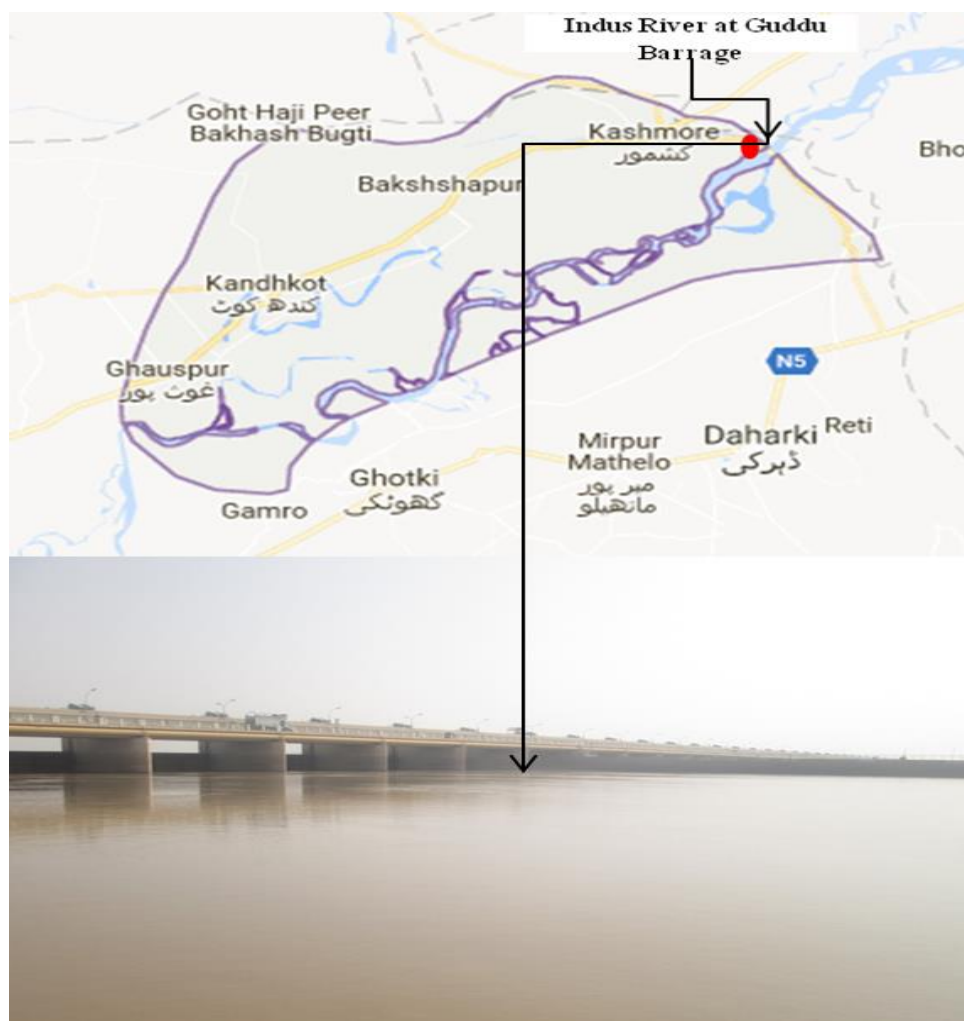 Indus River at Guddu
Barrage
Goht Haji Peer
Bakhash Bugti
Kashmore
کشمور
Bho
Bakshshapur
Kandhkot
کندھ کوٹ
Ghauspur
غوث پور
N5
Daharki
ڈہرکی
Reti
Mirpur
Mathelo
میر پور
ماتھیلو
Ghotki
گھوٹکی
Gamro